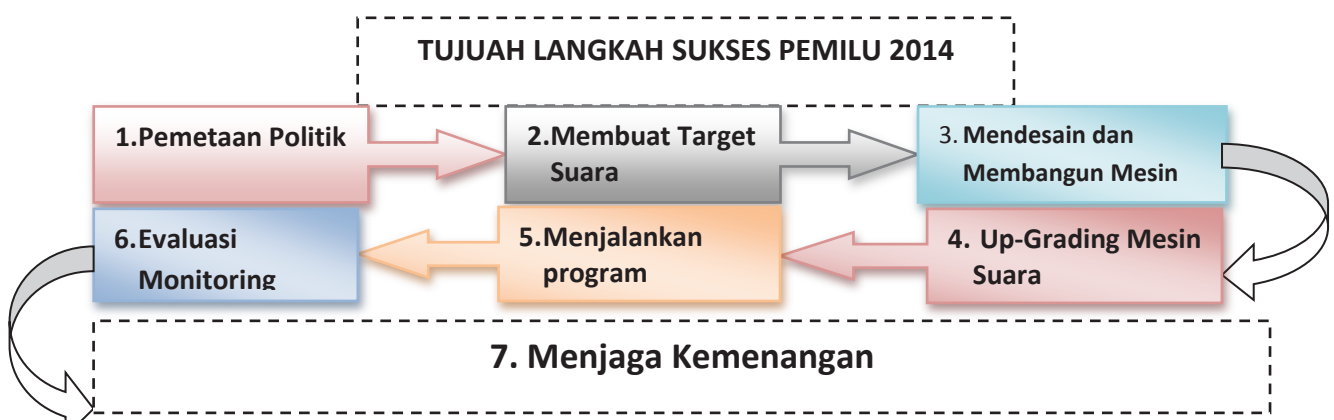 TUJUAH LANGKAH SUKSES PEMILU 2014
1.Pemetaan Politik
2.Membuat Target
Suara
3. Mendesain dan
Membangun Mesin
4. Up-Grading Mesin
Suara
5.Menjalankan
program
6.Evaluasi
Monitoring
7. Menjaga Kemenangan